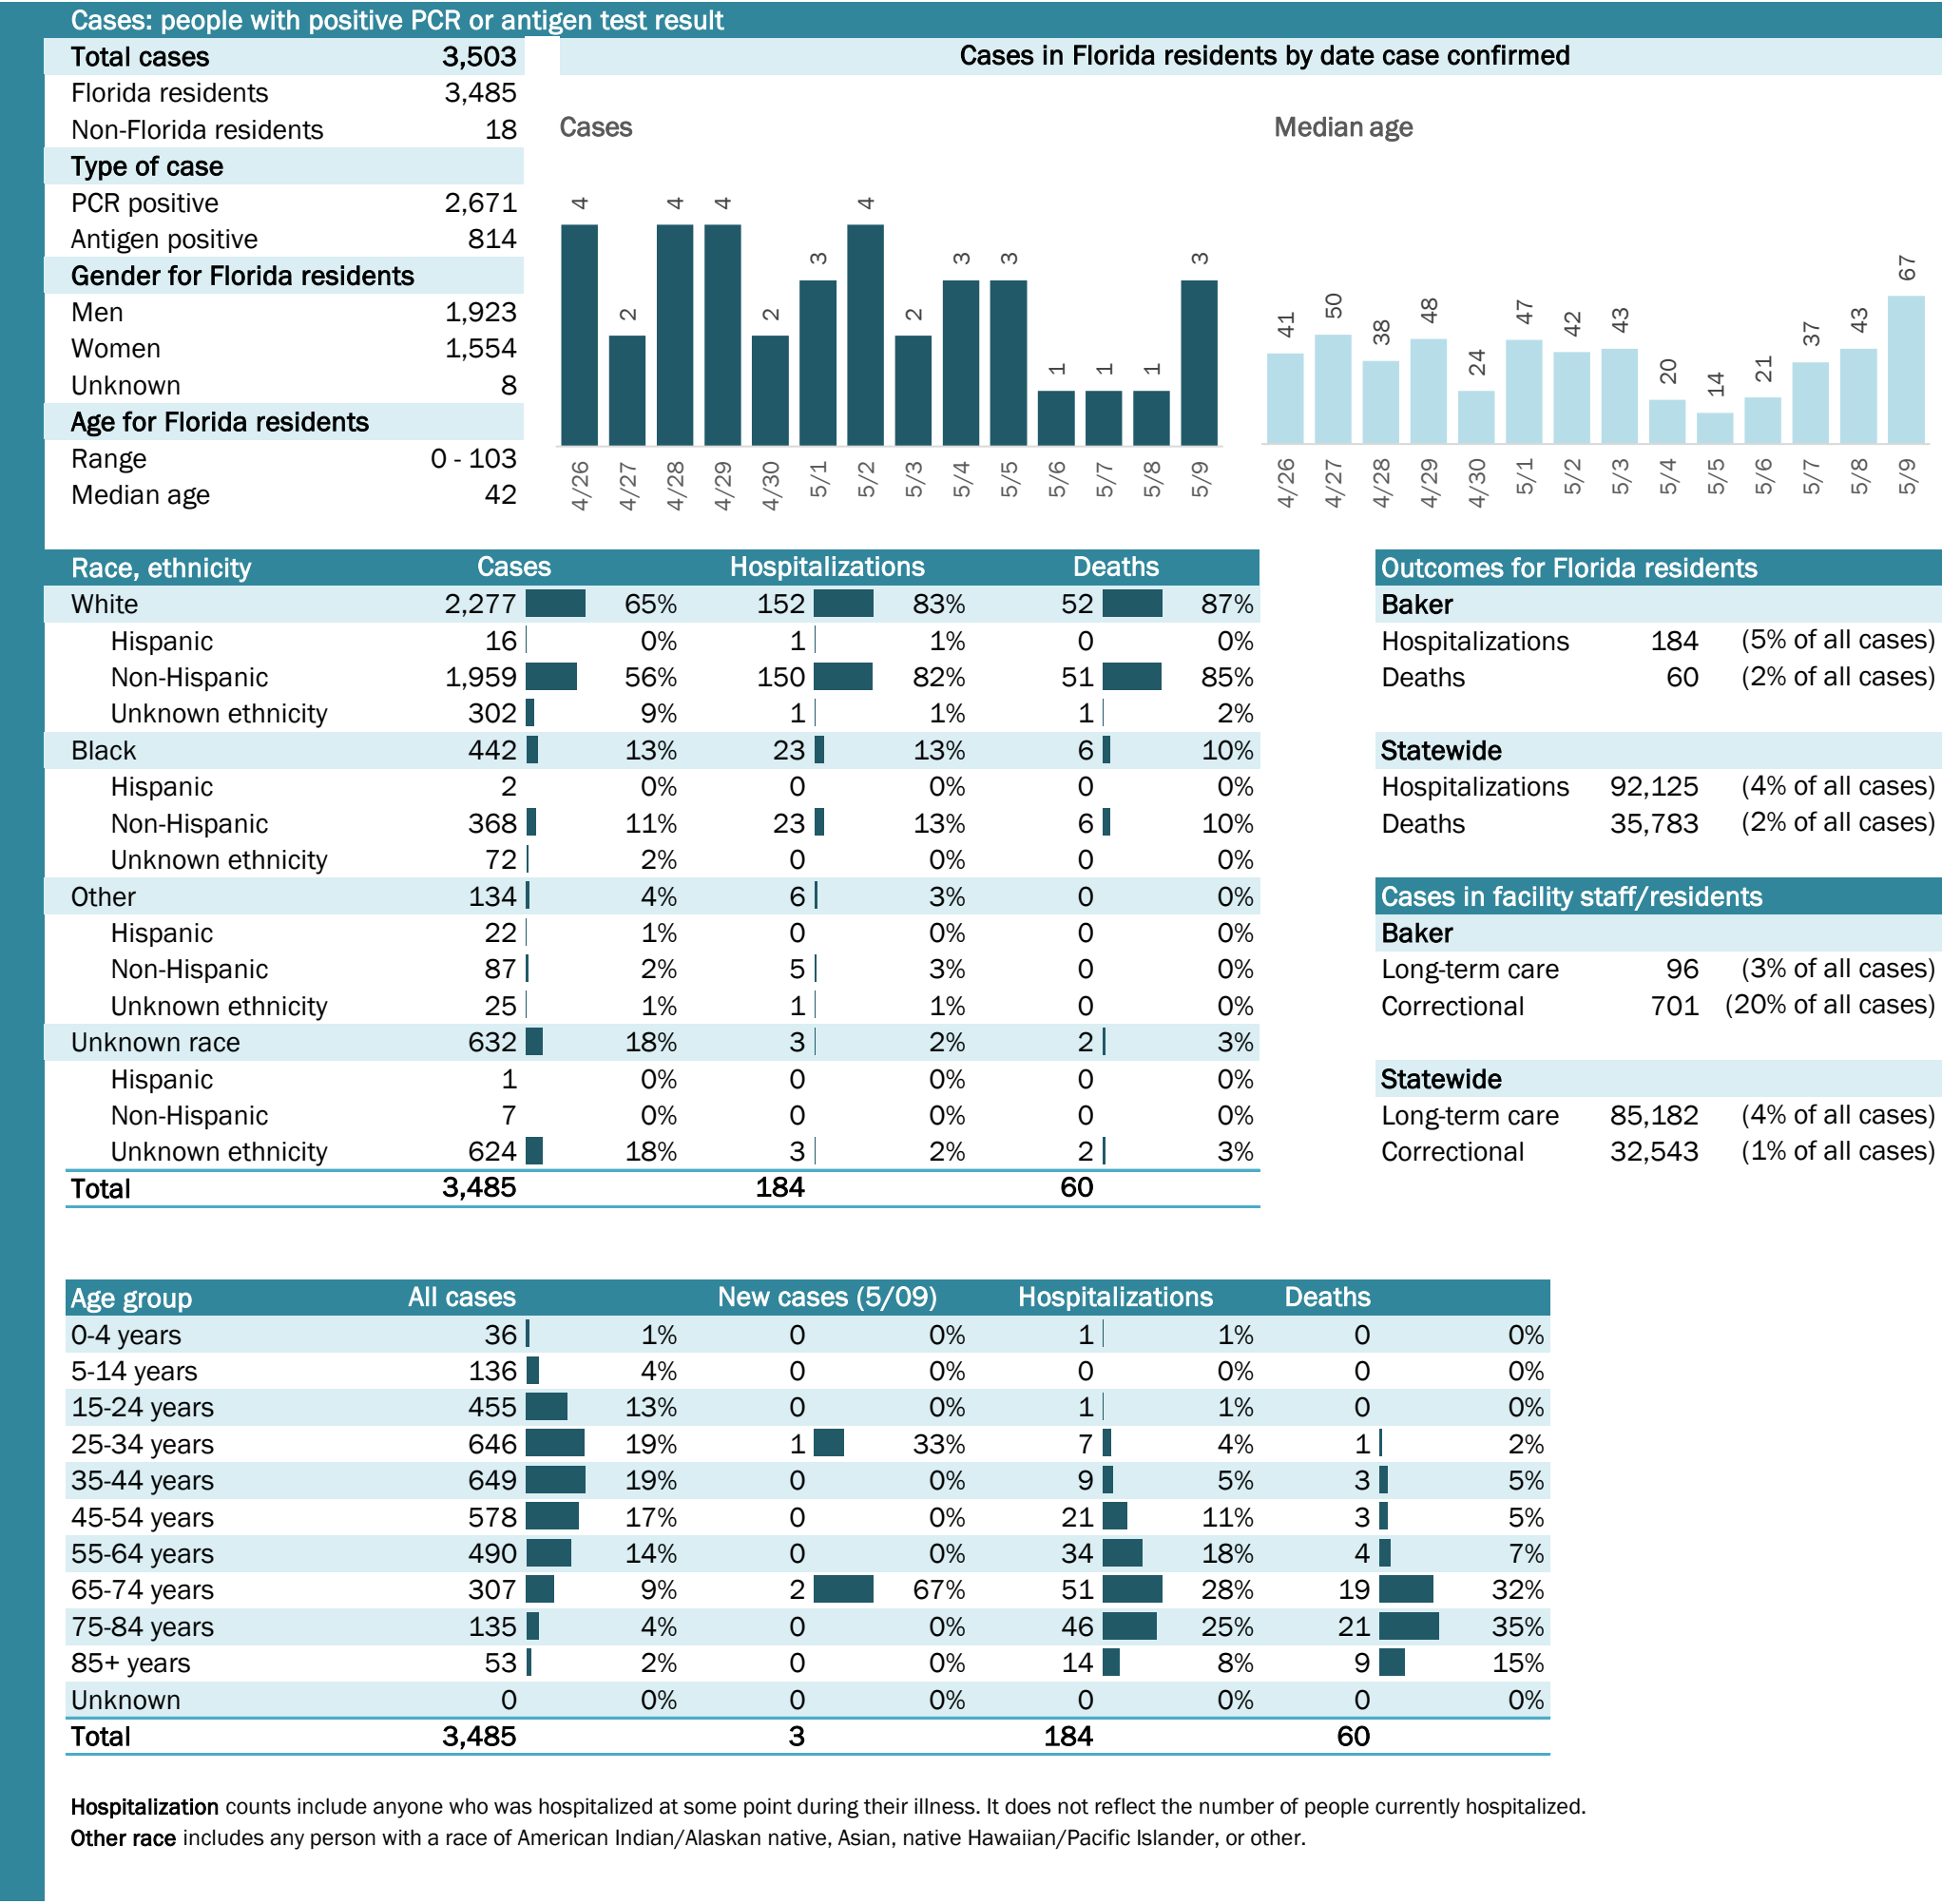 Cases: people with positive PCR or antigen test result
Total cases 3,503
Florida residents 3,485
Non-Florida residents 18
Type of case
PCR positive 2,671
Antigen positive 814
Gender for Florida residents
Men 1,923
Women 1,554
Unknown 8
Age for Florida residents
Range 0 - 103
Median age 42
Cases in Florida residents by date case confirmed
Cases
4 2 4 4 2 3 4 2 3 3 1 1 1 3
4/26 4/27 4/28 4/29 4/30 5/1 5/2 5/3 5/4 5/5 5/6 5/7 5/8 5/9
Median age
41 50 38 48 24 47 42 43 20 14 21 37 43 67
4/26 4/27 4/28 4/29 4/30 5/1 5/2 5/3 5/4 5/5 5/6 5/7 5/8 5/9
Race, ethnicity Cases Hospitalizations Deaths
White 2,277 65% 152 83% 52 87%
Hispanic 16 0% 1 1% 0 0%
Non-Hispanic 1,959 56% 150 82% 51 85%
Unknown ethnicity 302 9% 1 1% 1 2%
Black 442 13% 23 13% 6 10%
Hispanic 2 0% 0 0% 0 0%
Non-Hispanic 368 11% 23 13% 6 10%
Unknown ethnicity 72 2% 0 0% 0 0%
Other 134 4% 6 3% 0 0%
Hispanic 22 1% 0 0% 0 0%
Non-Hispanic 87 2% 5 3% 0 0%
Unknown ethnicity 25 1% 1 1% 0 0%
Unknown race 632 18% 3 2% 2 3%
Hispanic 1 0% 0 0% 0 0%
Non-Hispanic 7 0% 0 0% 0 0%
Unknown ethnicity 624 18% 3 2% 2 3%
Total 3,485 184 60
Outcomes for Florida residents
Baker
Hospitalizations 184 (5% of all cases)
Deaths 60 (2% of all cases)
Statewide
Hospitalizations 92,125 (4% of all cases)
Deaths 35,783 (2% of all cases)
Cases in facility staff/residents
Baker
Long-term care 96 (3% of all cases)
Correctional 701 (20% of all cases)
Statewide
Long-term care 85,182 (4% of all cases)
Correctional 32,543 (1% of all cases)
Age group All cases New cases (5/09) Hospitalizations Deaths
0-4 years 36 1% 0 0% 1 1% 0 0%
5-14 years 136 4% 0 0% 0 0% 0 0%
15-24 years 455 13% 0 0% 1 1% 0 0%
25-34 years 646 19% 1 33% 7 4% 1 2%
35-44 years 649 19% 0 0% 9 5% 3 5%
45-54 years 578 17% 0 0% 21 11% 3 5%
55-64 years 490 14% 0 0% 34 18% 4 7%
65-74 years 307 9% 2 67% 51 28% 19 32%
75-84 years 135 4% 0 0% 46 25% 21 35%
85+ years 53 2% 0 0% 14 8% 9 15%
Unknown 0 0% 0 0% 0 0% 0 0%
Total 3,485 3 184 60
Hospitalization counts include anyone who was hospitalized at some point during their illness. It does not reflect the number of people currently hospitalized.
Other race includes any person with a race of American Indian/Alaskan native, Asian, native Hawaiian/Pacific Islander, or other.